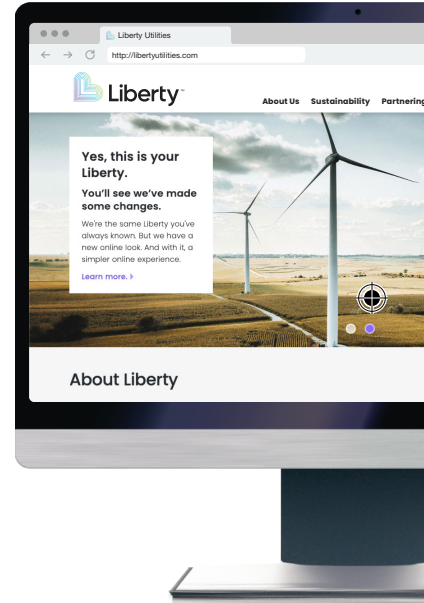 Liberty Utilities
http://libertyutilities.com
Liberty™
About Us Sustainability Partnering
Yes, this is your
Liberty.
You'll see we've made
some changes.
We're the same Liberty you've
always known. But we have a
new online look. And with it, a
simpler online experience.
Learn more.
About Liberty